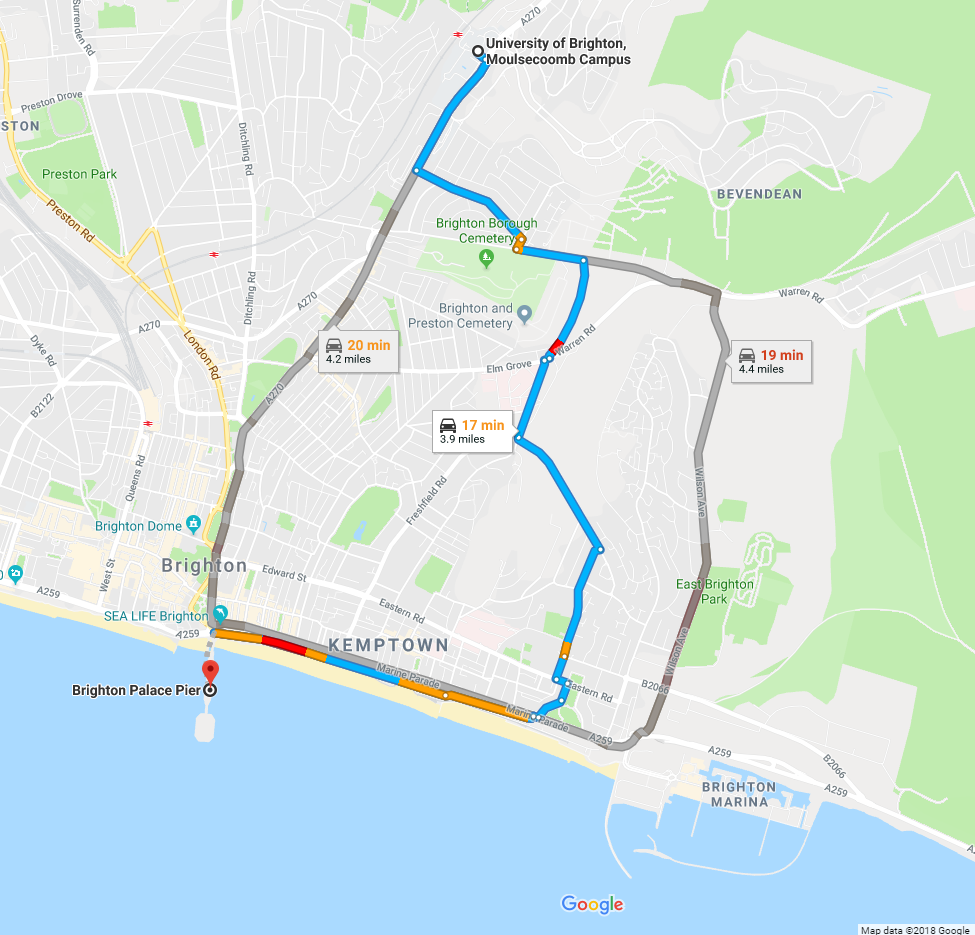 A270
University of Brighton,
Moulsecoomb Campus
Surrenden Rd
Preston Drove
STON
Ditchling Rd
Preston Park
BEVENDEAN
Preston Rd
Brighton Borough
Cemetery
Ditchling Rd
A270
Warren Rd
Brighton and
Preston Cemetery
A270
London Rd
Warren Rd
20 min
4.2 miles
19 min
4.4 miles
Dyke Rd
Elm Grove
A270
B2122
17 min
3.9 miles
Queens Rd
Freshfield Rd
Wilson Ave
Brighton Dome
Brighton
Edward St
West St
East Brighton
Park
A259
Eastern Rd
SEA LIFE Brighton
A259
KEMPTOWN
Wilson Ave
Marine Parade
Brighton Palace Pier
Eastern Rd
B2066
Marine Parade
A259
A259
B2066
A259
BRIGHTON
MARINA
Google
Map data ©2018 Google